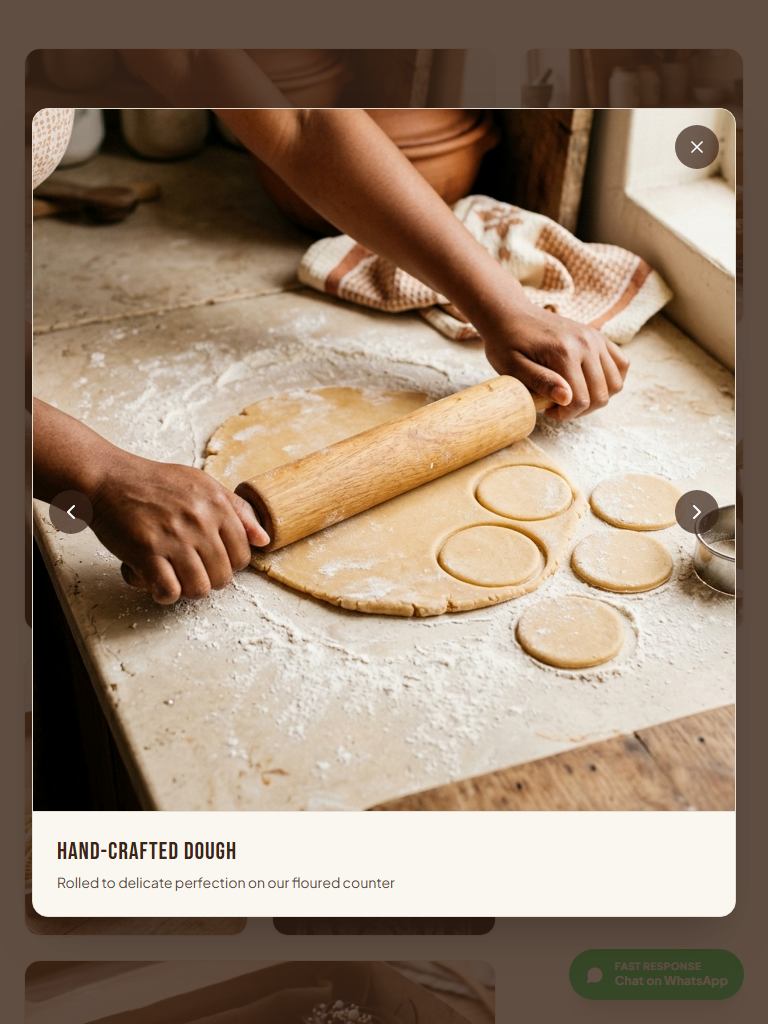 HAND-CRAFTED DOUGH
Rolled to delicate perfection on our floured counter
FAST RESPONSE
Chat on WhatsApp